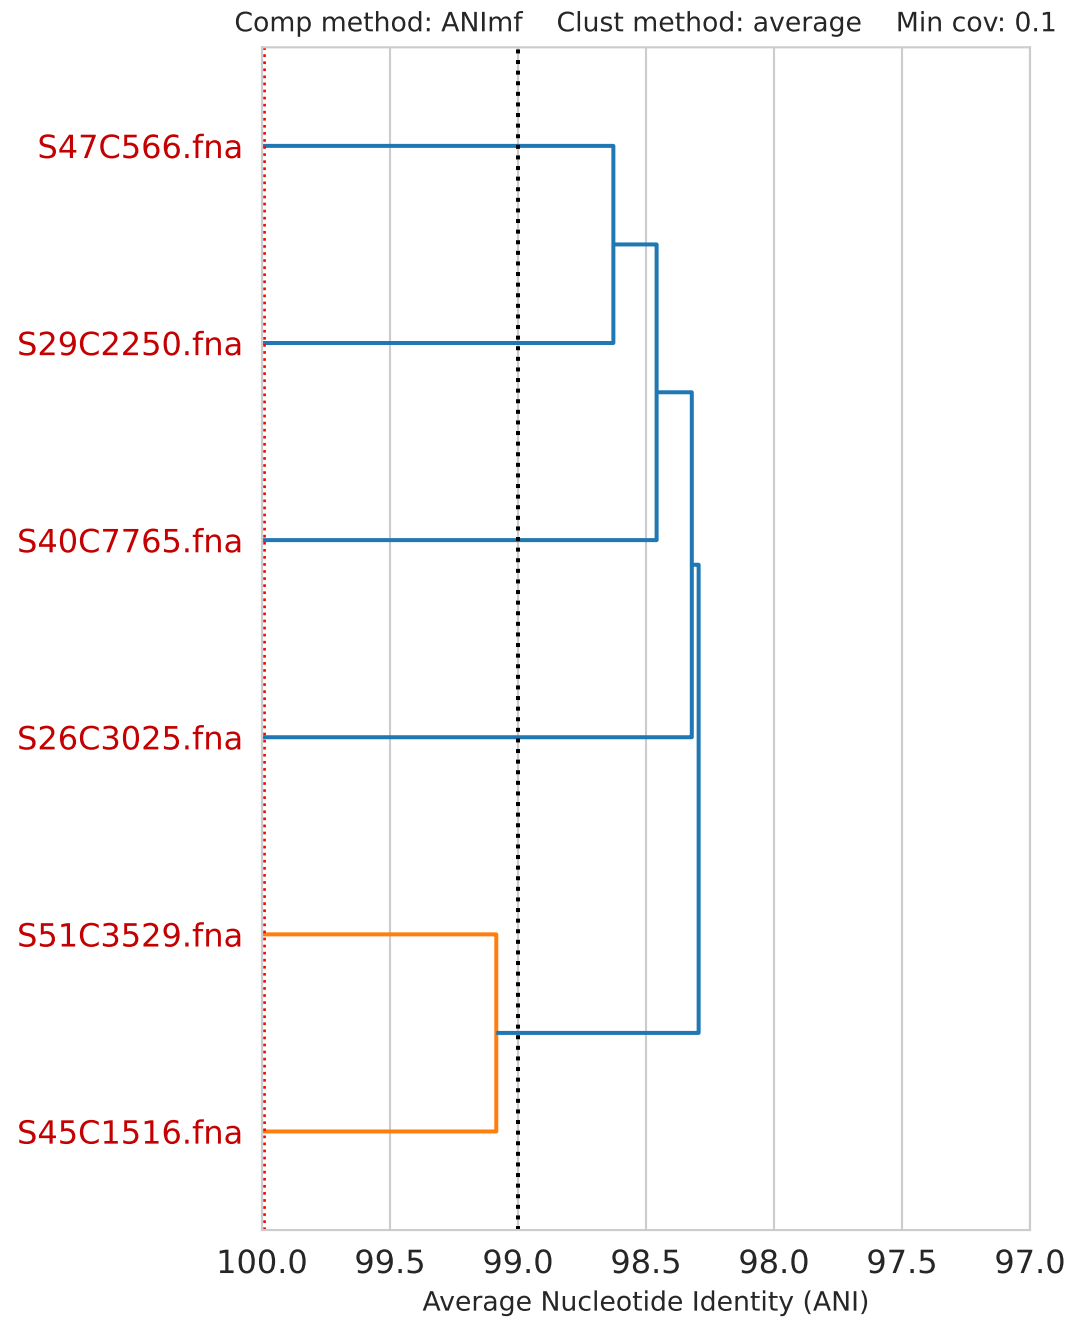 Comp method: ANImf    Clust method: average    Min cov: 0.1
S47C566.fna
S29C2250.fna
S40C7765.fna
S26C3025.fna
S51C3529.fna
S45C1516.fna
100.0 99.5 99.0 98.5 98.0 97.5 97.0
Average Nucleotide Identity (ANI)